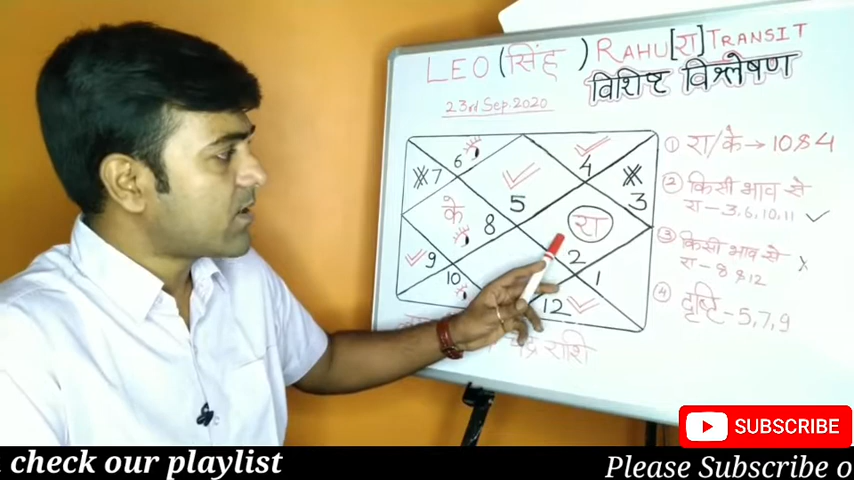 LEO (सिंह) RAHU[रा] TRANSIT
विशिष्ट विश्लेषण
23rd Sep. 2020
6
4
7
3
5
के
रा
8
2
9
10
1
12
① रा/के → 10 & 4
② किसी भाव से
रा - 3, 6, 10, 11 ✓
③ किसी भाव से
रा - 8 & 12 x
④ दृष्टि - 5, 7, 9
चंद्र राशि
SUBSCRIBE
check our playlist
Please Subscribe